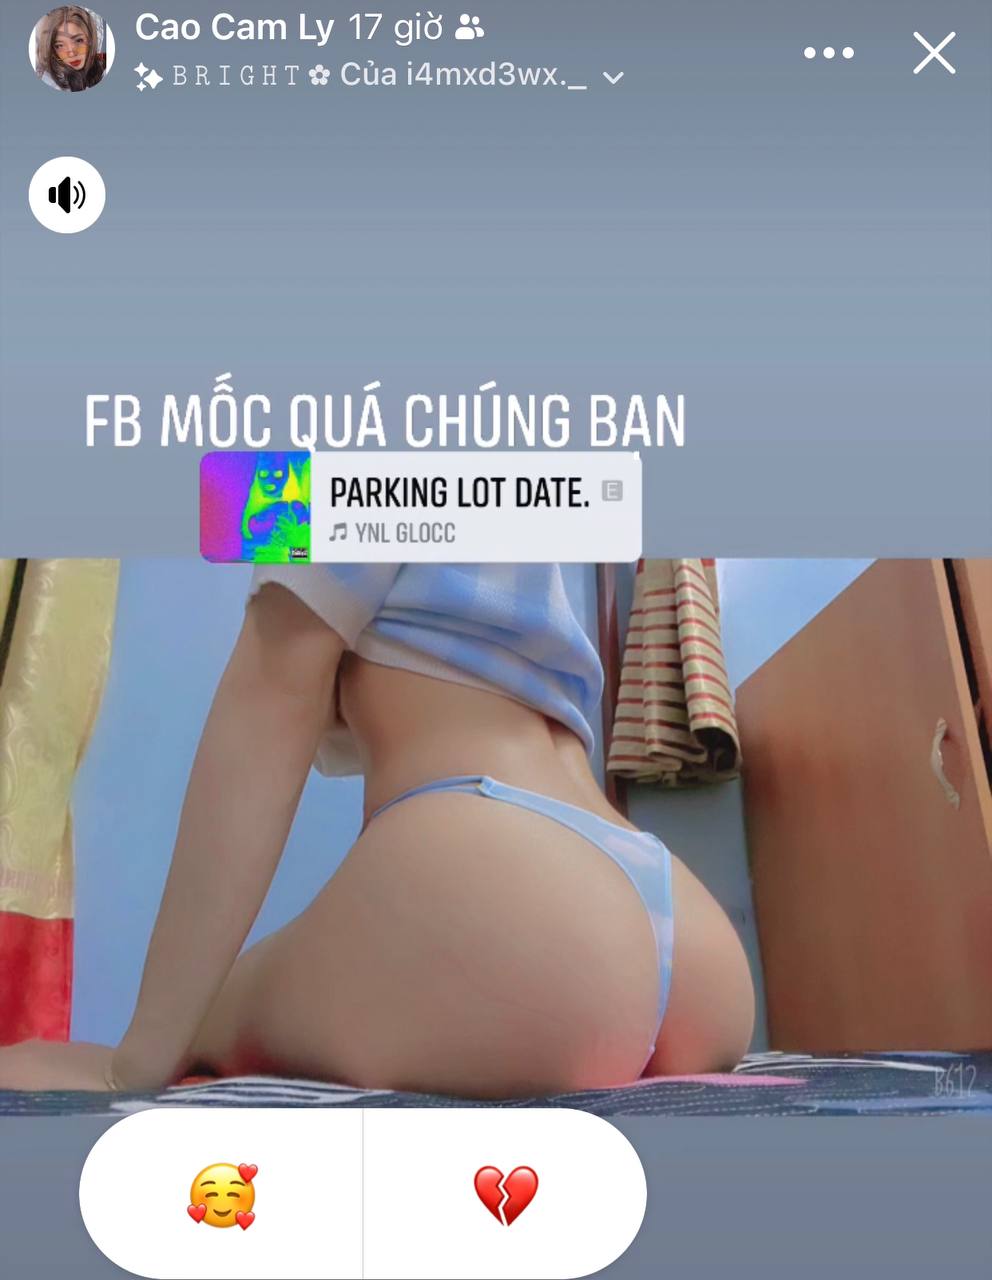 Cao Cam Ly 17 giờ
BRIGHT Của i4mxd3wx._
FB MỐC QUÁ CHÚNG BẠN
PARKING LOT DATE. E
YNL GLOCC
B612